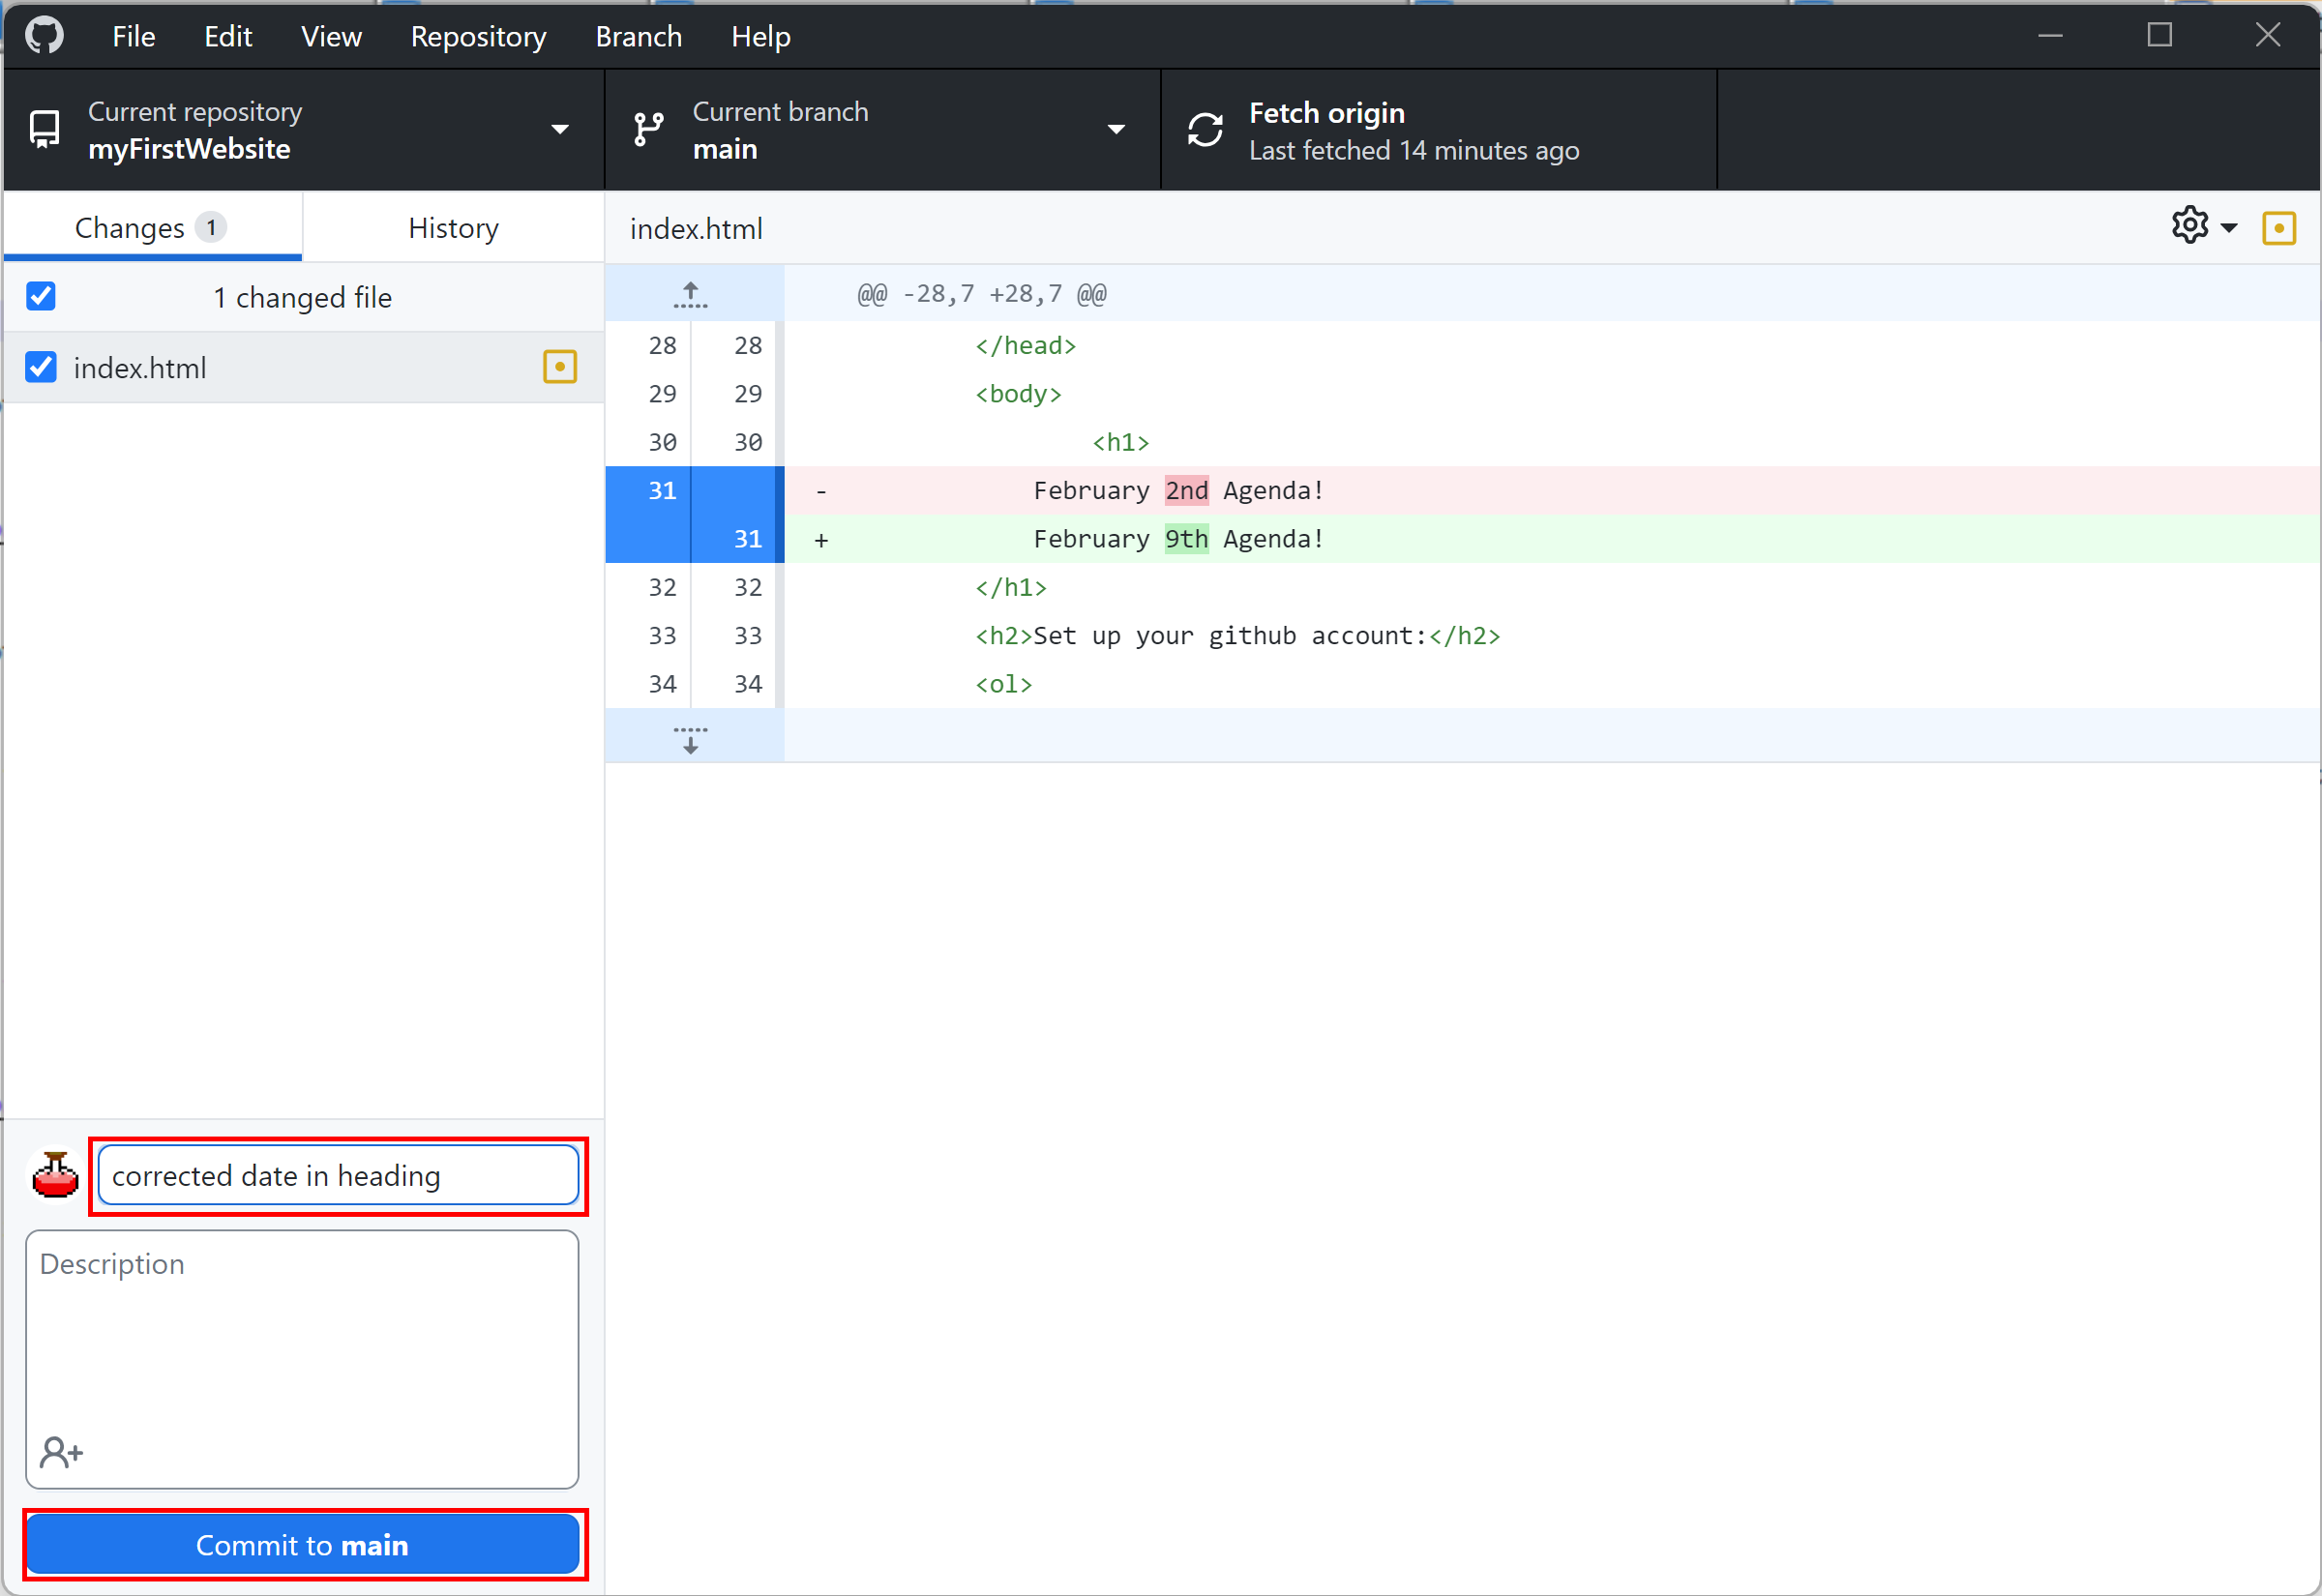 File Edit View Repository Branch Help
Current repository
myFirstWebsite
Current branch
main
Fetch origin
Last fetched 14 minutes ago
Changes 1
History
index.html
1 changed file
index.html
@@ -28,7 +28,7 @@
28 28 </head>
29 29 <body>
30 30 <h1>
31 - February 2nd Agenda!
31 + February 9th Agenda!
32 32 </h1>
33 33 <h2>Set up your github account:</h2>
34 34 <ol>
corrected date in heading
Description
Commit to main